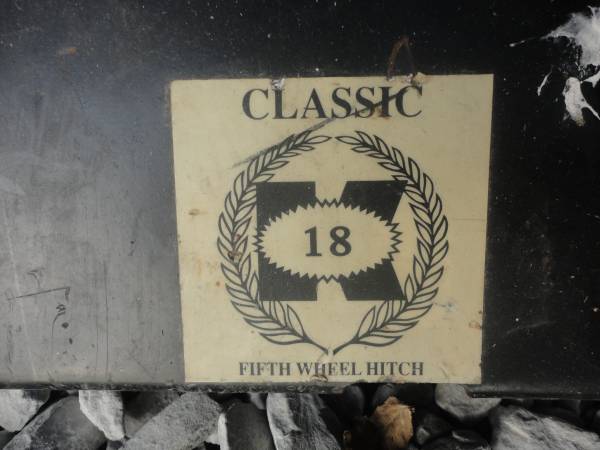 CLASSIC
K
18
FIFTH WHEEL HITCH